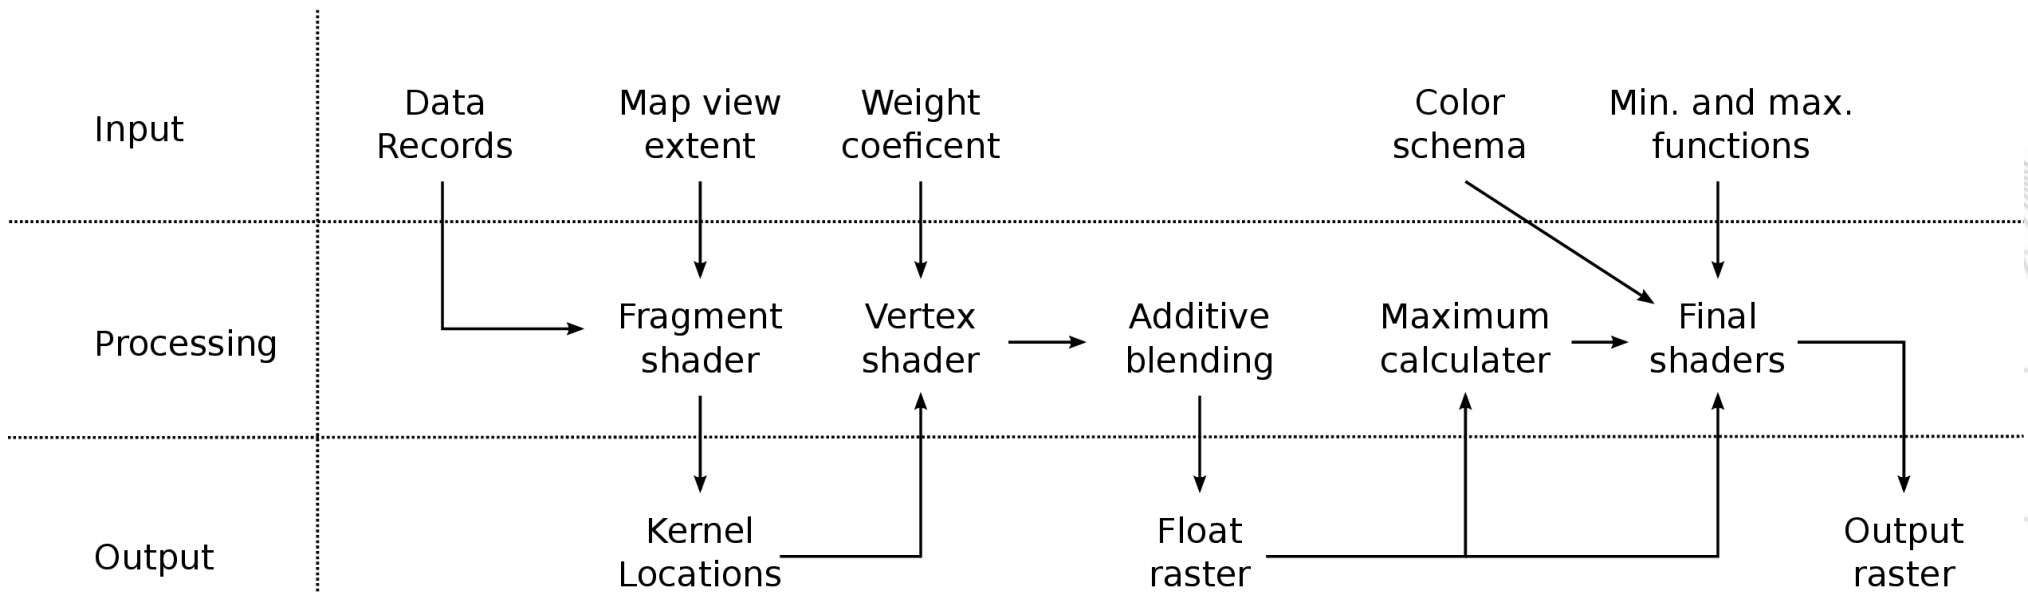 Input
Data
Records
Map view
extent
Weight
coeficent
Color
schema
Min. and max.
functions
Processing
Fragment
shader
Vertex
shader
Additive
blending
Maximum
calculater
Final
shaders
Output
Kernel
Locations
Float
raster
Output
raster